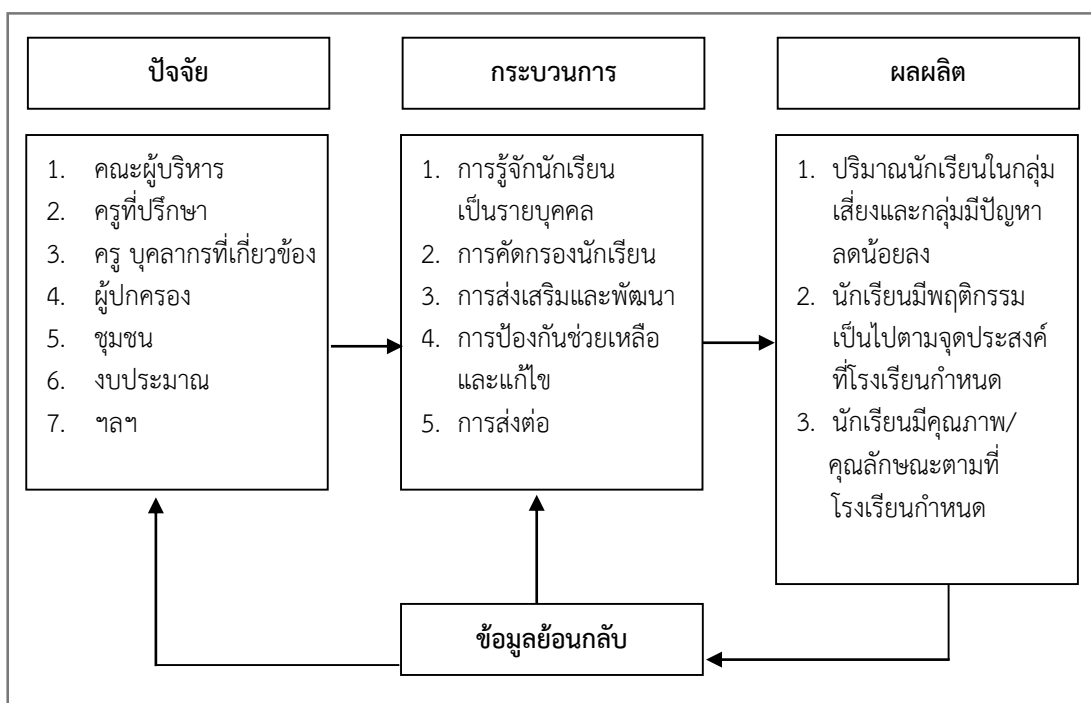 ปัจจัย
กระบวนการ
ผลผลิต
1. คณะผู้บริหาร
2. ครูที่ปรึกษา
3. ครู บุคลากรที่เกี่ยวข้อง
4. ผู้ปกครอง
5. ชุมชน
6. งบประมาณ
7. ฯลฯ
1. การรู้จักนักเรียน
เป็นรายบุคคล
2. การคัดกรองนักเรียน
3. การส่งเสริมและพัฒนา
4. การป้องกันช่วยเหลือ
และแก้ไข
5. การส่งต่อ
1. ปริมาณนักเรียนในกลุ่ม
เสี่ยงและกลุ่มมีปัญหา
ลดน้อยลง
2. นักเรียนมีพฤติกรรม
เป็นไปตามจุดประสงค์
ที่โรงเรียนกำหนด
3. นักเรียนมีคุณภาพ/
คุณลักษณะตามที่
โรงเรียนกำหนด
ข้อมูลย้อนกลับ